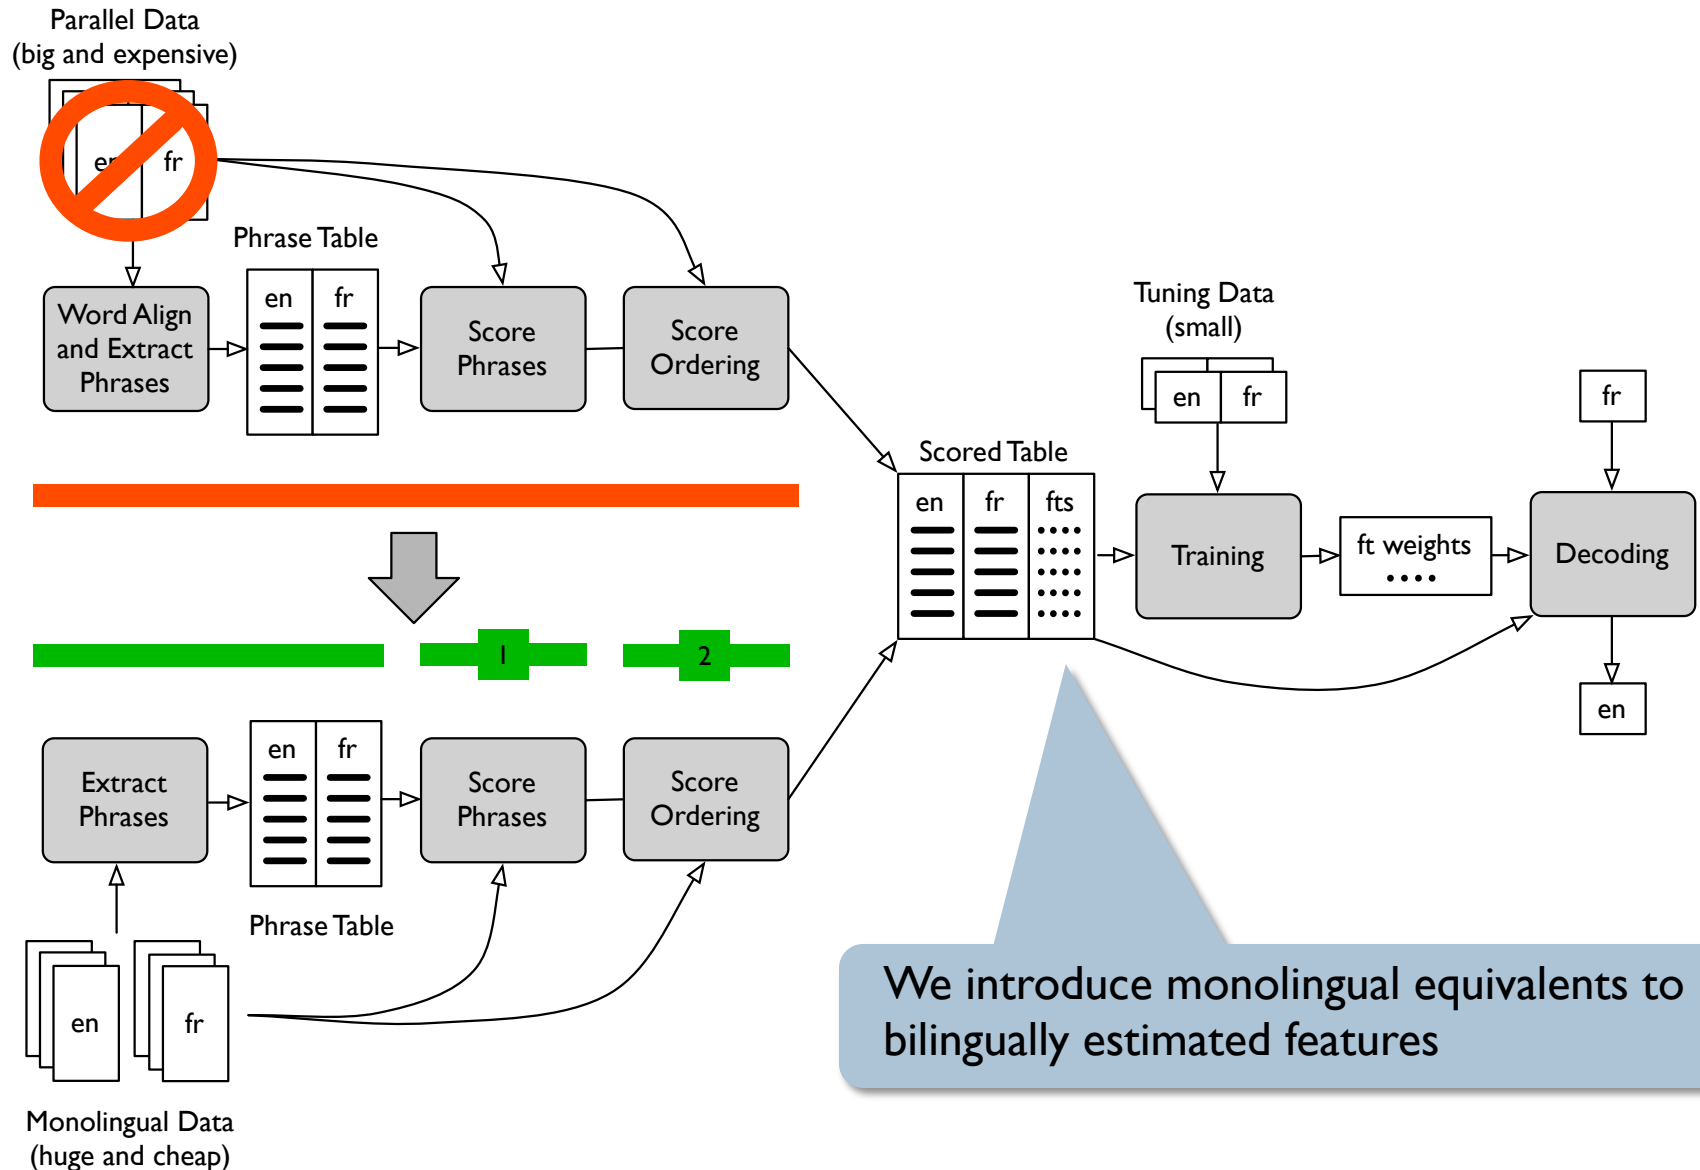 Parallel Data
(big and expensive)
en fr
Phrase Table
en fr
Word Align
and Extract
Phrases
Score
Phrases
Score
Ordering
Tuning Data
(small)
en fr
fr
Scored Table
en fr fts
Training
ft weights
Decoding
1
2
en
Extract
Phrases
en fr
Score
Phrases
Score
Ordering
Phrase Table
en
fr
We introduce monolingual equivalents to
bilingually estimated features
Monolingual Data
(huge and cheap)